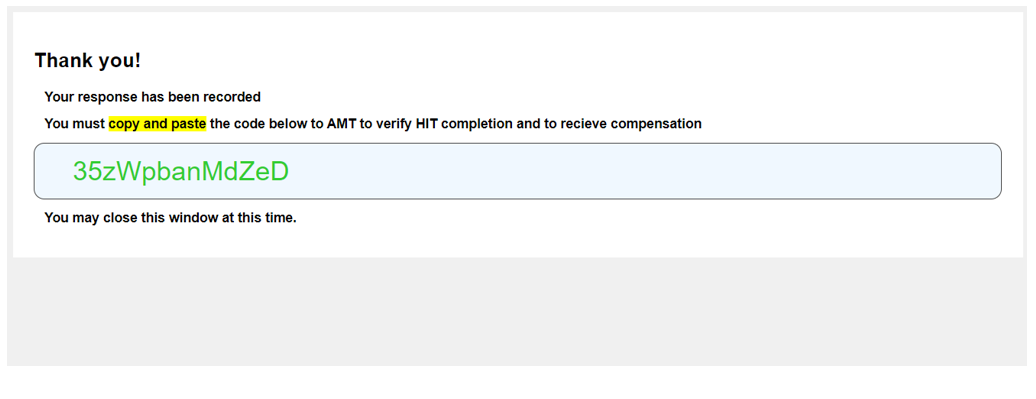 Thank you!
Your response has been recorded
You must copy and paste the code below to AMT to verify HIT completion and to recieve compensation
35zWpbanMdZeD
You may close this window at this time.